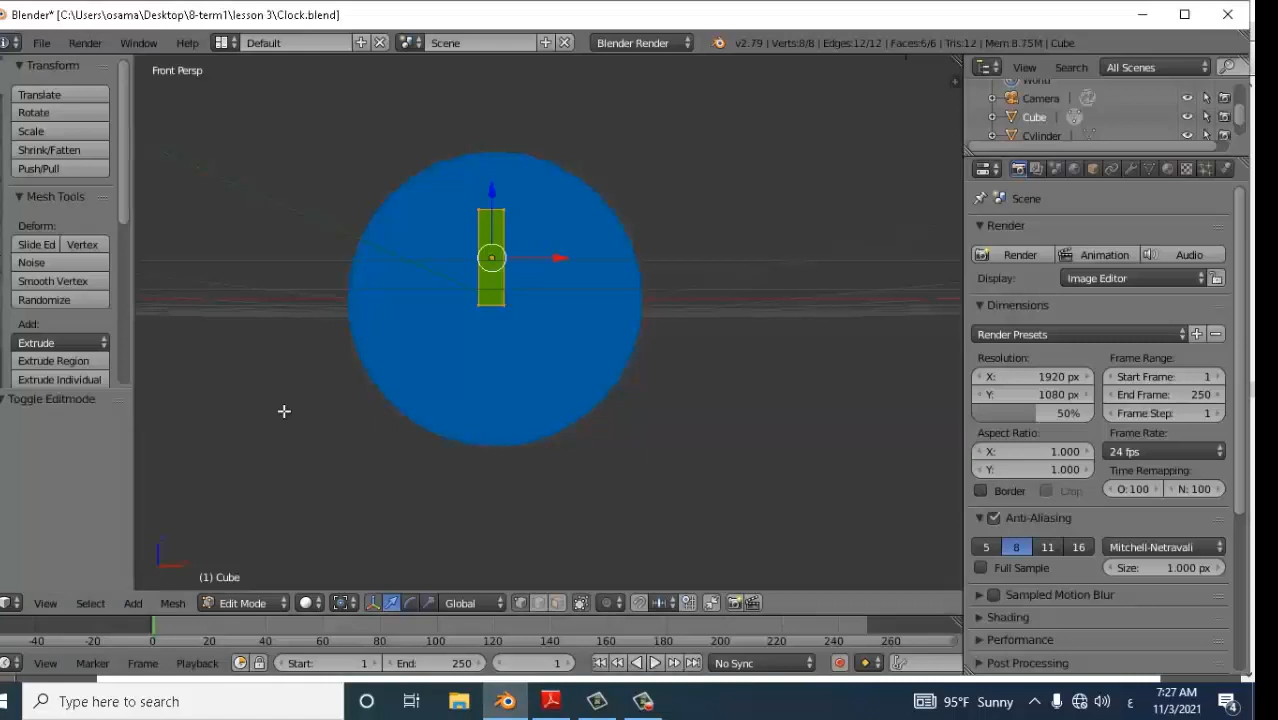 Blender* [C:\Users\osama\Desktop\8-term1\lesson 3\Clock.blend]
File Render Window Help Default Scene Blender Render v2.79 | Verts:8/8 | Edges:12/12 | Faces:6/6 | Tris:12 | Mem:8.75M | Cube
Transform
Translate
Rotate
Scale
Shrink/Fatten
Push/Pull
Mesh Tools
Deform:
Slide Ed Vertex
Noise
Smooth Vertex
Randomize
Add:
Extrude
Extrude Region
Extrude Individual
Toggle Editmode
Front Persp
(1) Cube
View Select Add Mesh Edit Mode Global
-40 -20 0 20 40 60 80 100 120 140 160 180 200 220 240 260
View Marker Frame Playback Start: 1 End: 250 1 No Sync
View Search All Scenes
World
Camera
Cube
Cylinder
Scene
Render
Render Animation Audio
Display: Image Editor
Dimensions
Render Presets
Resolution: Frame Range:
X: 1920 px Start Frame: 1
Y: 1080 px End Frame: 250
50% Frame Step: 1
Aspect Ratio: Frame Rate:
X: 1.000 24 fps
Y: 1.000 Time Remapping:
Border Crop O:100 N: 100
Anti-Aliasing
5 8 11 16 Mitchell-Netravali
Full Sample Size: 1.000 px
Sampled Motion Blur
Shading
Performance
Post Processing
Type here to search
95°F Sunny
ع
7:27 AM
11/3/2021
4